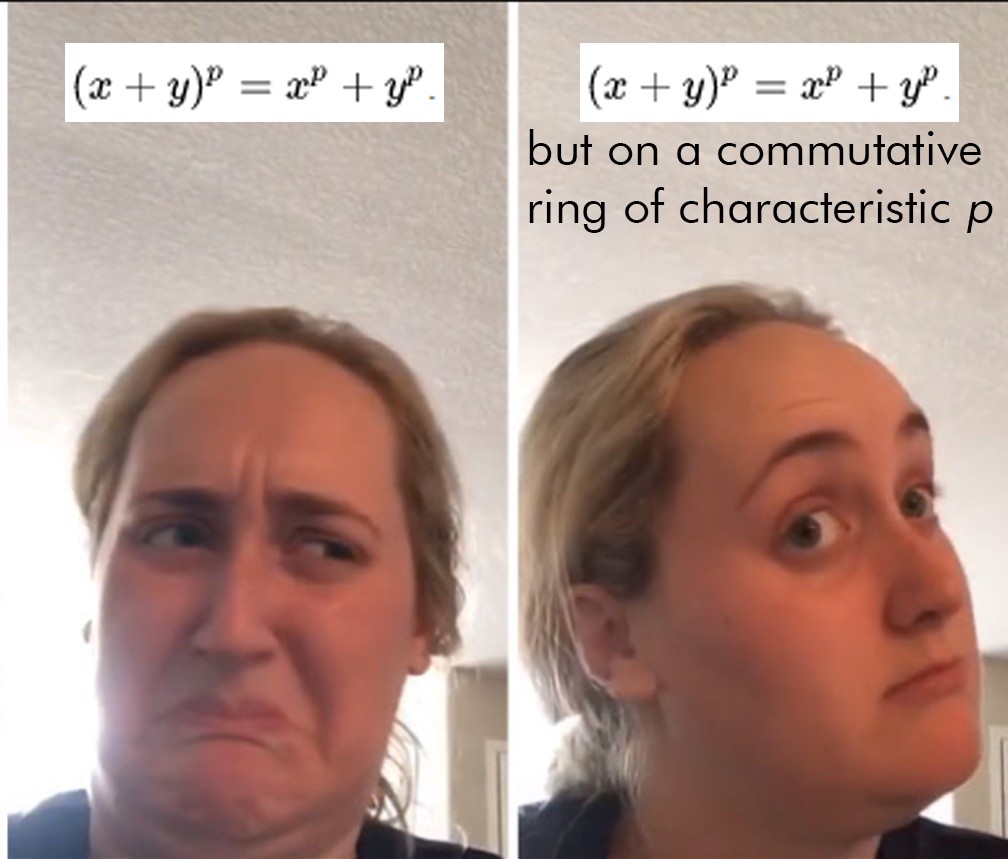 (x + y)^p = x^p + y^p.
(x + y)^p = x^p + y^p.
but on a commutative
ring of characteristic p